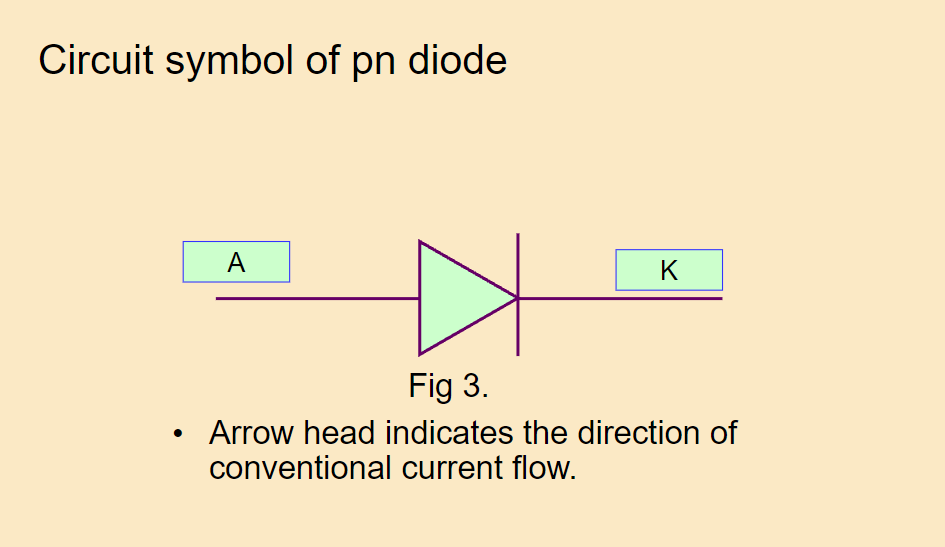 Circuit symbol of pn diode
A
K
Fig 3.
• Arrow head indicates the direction of
conventional current flow.